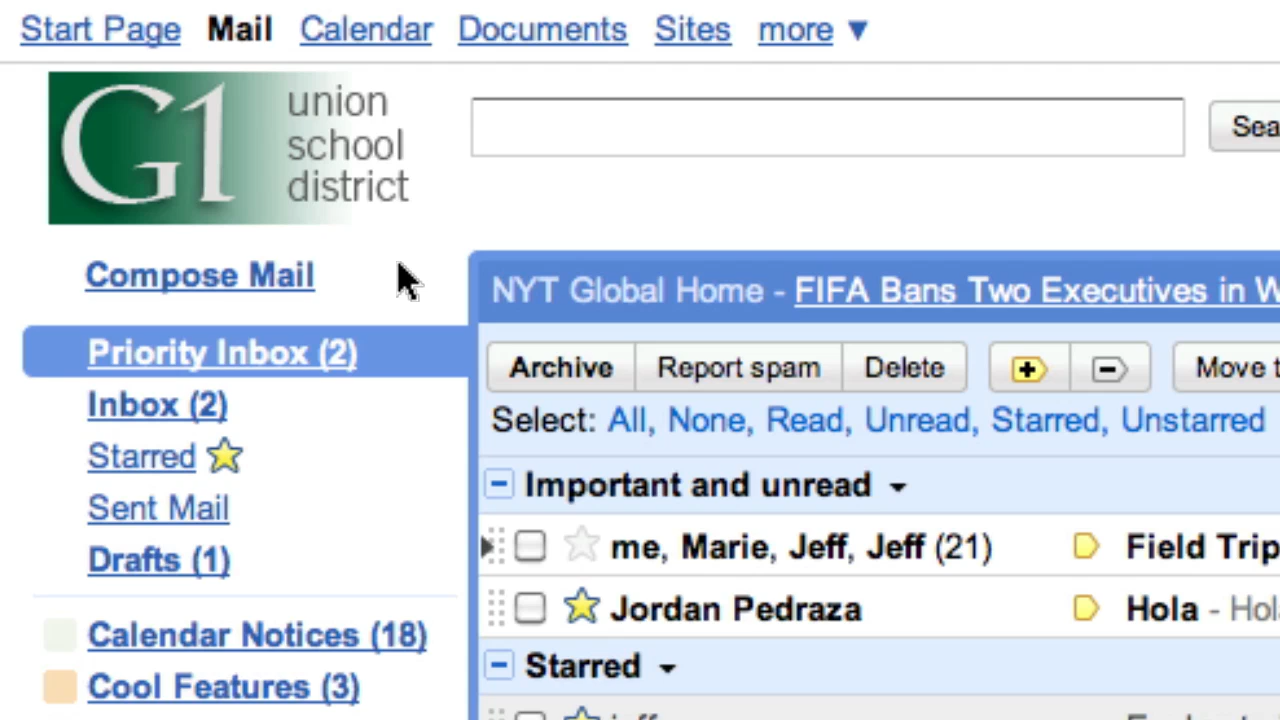 Start Page Mail Calendar Documents Sites more ▼
G1 union
school
district
Compose Mail
NYT Global Home - FIFA Bans Two Executives in W
Priority Inbox (2)
Archive Report spam Delete Move t
Inbox (2)
Select: All, None, Read, Unread, Starred, Unstarred
Starred
Important and unread
Sent Mail
me, Marie, Jeff, Jeff (21) Field Trip
Drafts (1)
Jordan Pedraza Hola - Hol
Calendar Notices (18)
Starred
Cool Features (3)